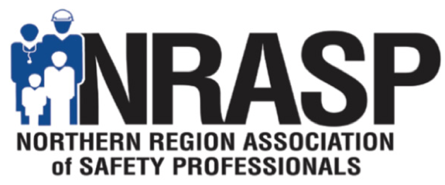 NRASP
NORTHERN REGION ASSOCIATION
of SAFETY PROFESSIONALS